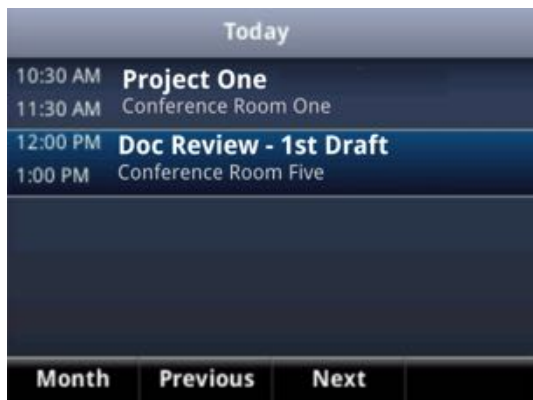 Today
10:30 AM Project One
11:30 AM Conference Room One
12:00 PM Doc Review - 1st Draft
1:00 PM Conference Room Five
Month Previous Next